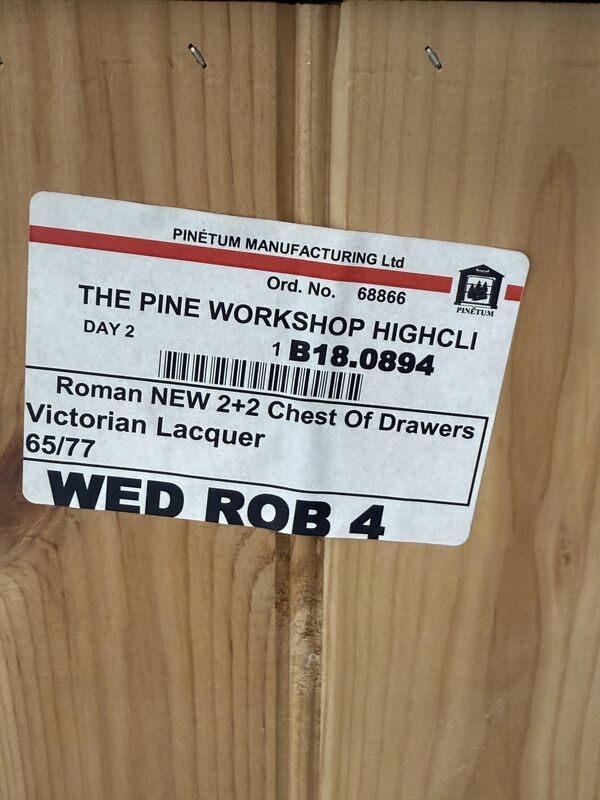 PINÉTUM MANUFACTURING Ltd
Ord. No. 68866
PINÉTUM
THE PINE WORKSHOP HIGHCLI
DAY 2
1 B18.0894
Roman NEW 2+2 Chest Of Drawers
Victorian Lacquer
65/77
WED ROB 4